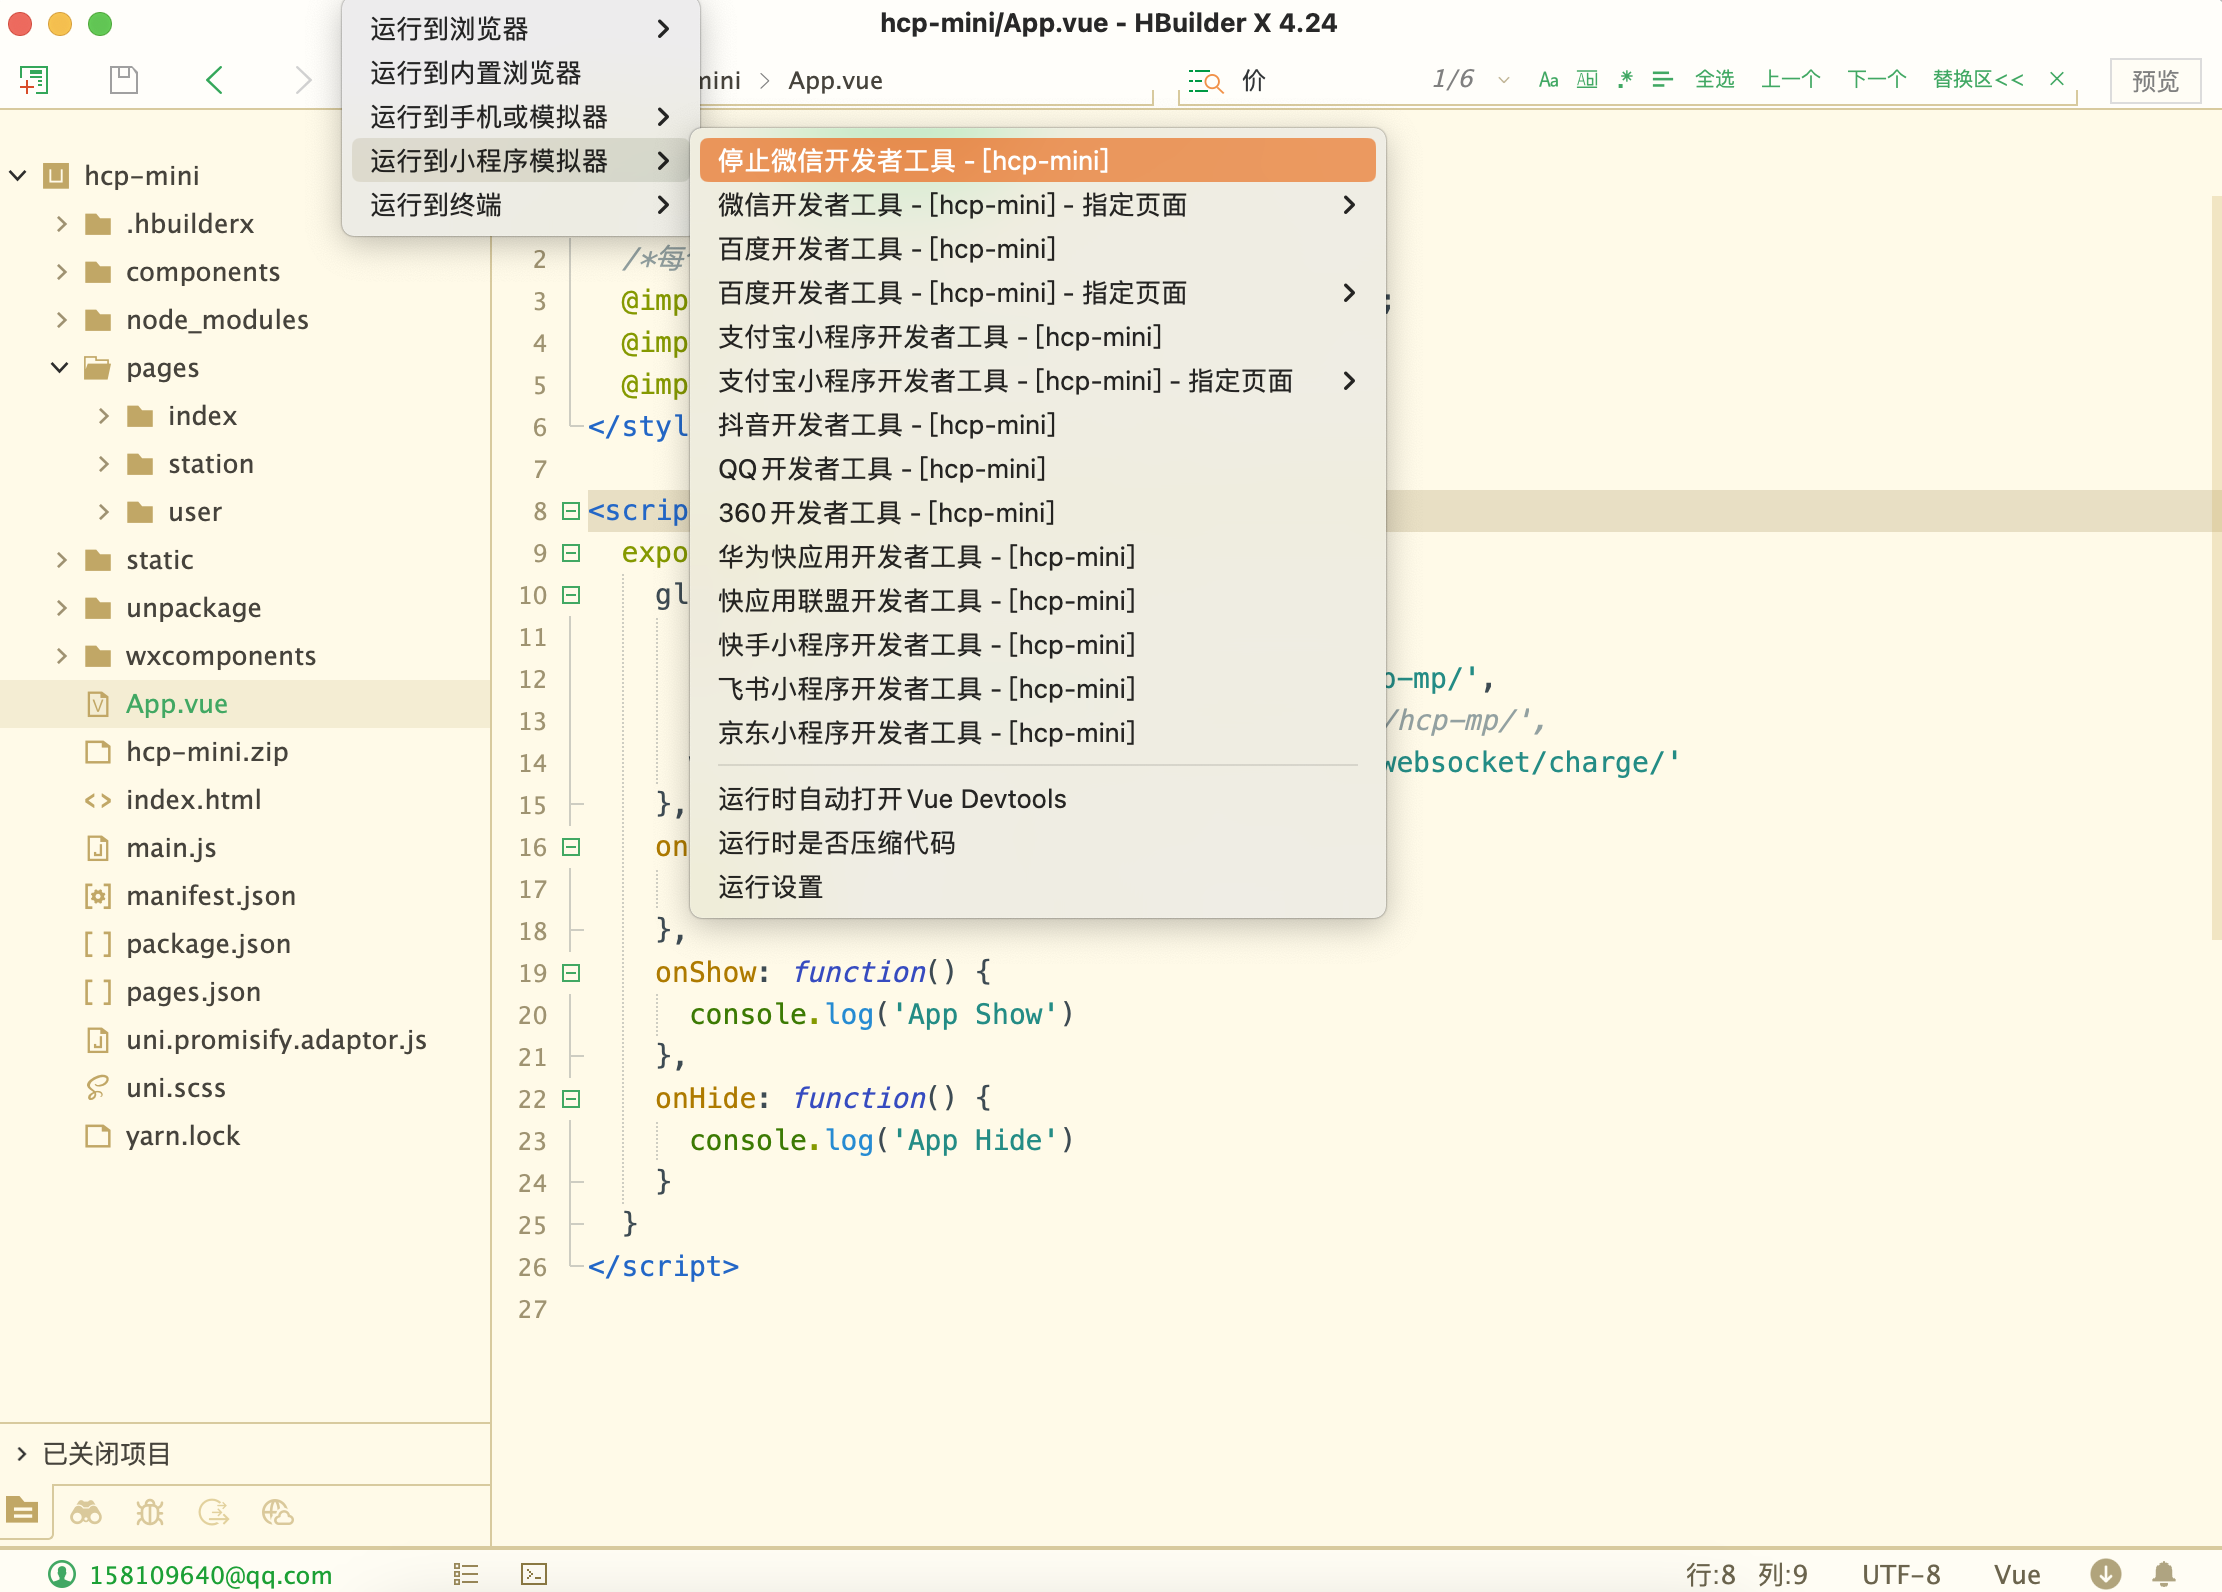 hcp-mini/App.vue - HBuilder X 4.24
mini > App.vue
价
1/6
Aa
Ab
.*
全选
上一个
下一个
替换区<<
预览
运行到浏览器
运行到内置浏览器
运行到手机或模拟器
运行到小程序模拟器
运行到终端
停止微信开发者工具 - [hcp-mini]
微信开发者工具 - [hcp-mini] - 指定页面
百度开发者工具 - [hcp-mini]
百度开发者工具 - [hcp-mini] - 指定页面
支付宝小程序开发者工具 - [hcp-mini]
支付宝小程序开发者工具 - [hcp-mini] - 指定页面
抖音开发者工具 - [hcp-mini]
QQ开发者工具 - [hcp-mini]
360开发者工具 - [hcp-mini]
华为快应用开发者工具 - [hcp-mini]
快应用联盟开发者工具 - [hcp-mini]
快手小程序开发者工具 - [hcp-mini]
飞书小程序开发者工具 - [hcp-mini]
京东小程序开发者工具 - [hcp-mini]
运行时自动打开Vue Devtools
运行时是否压缩代码
运行设置
hcp-mini
.hbuilderx
components
node_modules
pages
index
station
user
static
unpackage
wxcomponents
App.vue
hcp-mini.zip
index.html
main.js
manifest.json
package.json
pages.json
uni.promisify.adaptor.js
uni.scss
yarn.lock
已关闭项目
2 /*每
3 @imp ;
4 @imp
5 @imp
6 </styl
7
8 <scrip
9 expo
10 gl
11
12 p-mp/',
13 /hcp-mp/',
14 websocket/charge/'
15 },
16 on
17
18 },
19 onShow: function() {
20 console.log('App Show')
21 },
22 onHide: function() {
23 console.log('App Hide')
24 }
25 }
26 </script>
27
158109640@qq.com
行:8 列:9
UTF-8
Vue